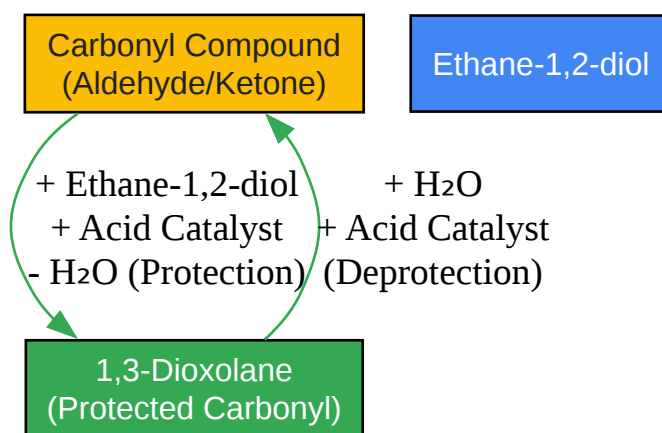 Carbonyl Compound
(Aldehyde/Ketone)
Ethane-1,2-diol
+ Ethane-1,2-diol
+ Acid Catalyst
- H₂O (Protection)
+ H₂O
+ Acid Catalyst
(Deprotection)
1,3-Dioxolane
(Protected Carbonyl)